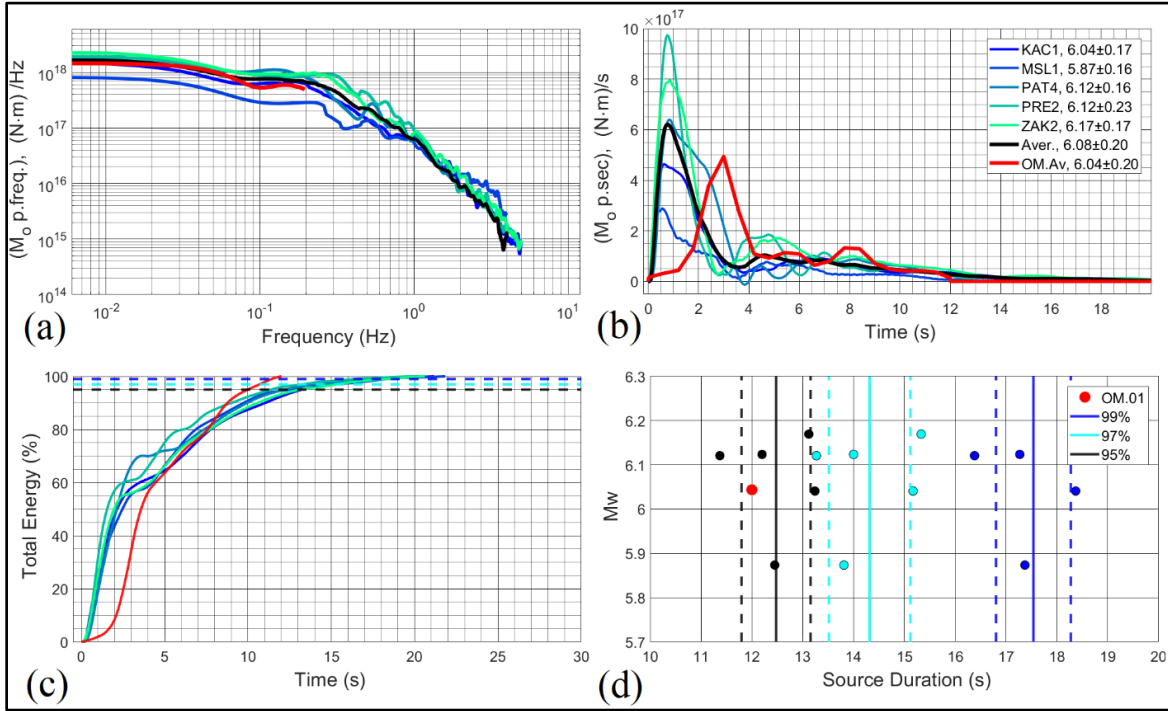 (M₀ p.freq.), (N·m) /Hz
10¹⁸
10¹⁷
10¹⁶
10¹⁵
10¹⁴
10⁻² 10⁻¹ 10⁰ 10¹
Frequency (Hz)
(a)
×10¹⁷
(M₀ p.sec), (N·m)/s
10
8
6
4
2
0
0 2 4 6 8 10 12 14 16 18
Time (s)
(b)
KAC1, 6.04±0.17
MSL1, 5.87±0.16
PAT4, 6.12±0.16
PRE2, 6.12±0.23
ZAK2, 6.17±0.17
Aver., 6.08±0.20
OM.Av, 6.04±0.20
Total Energy (%)
100
80
60
40
20
0
0 5 10 15 20 25 30
Time (s)
(c)
Mw
6.3
6.2
6.1
6
5.9
5.8
5.7
10 11 12 13 14 15 16 17 18 19 20
Source Duration (s)
(d)
OM.01
99%
97%
95%